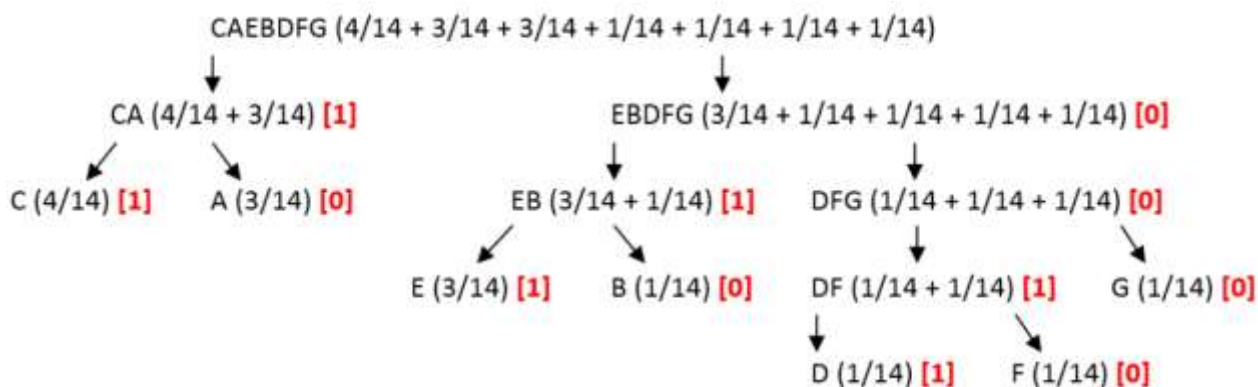 CAEBDFG (4/14 + 3/14 + 3/14 + 1/14 + 1/14 + 1/14 + 1/14)
CA (4/14 + 3/14) [1] EBDFG (3/14 + 1/14 + 1/14 + 1/14 + 1/14) [0]
C (4/14) [1] A (3/14) [0] EB (3/14 + 1/14) [1] DFG (1/14 + 1/14 + 1/14) [0]
E (3/14) [1] B (1/14) [0] DF (1/14 + 1/14) [1] G (1/14) [0]
D (1/14) [1] F (1/14) [0]